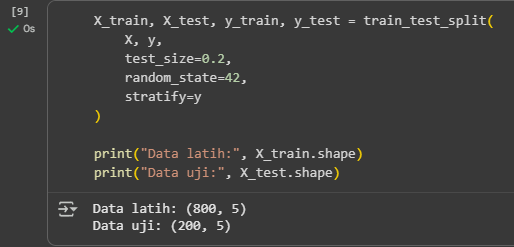 [9]
✓ 0s
X_train, X_test, y_train, y_test = train_test_split(
    X, y,
    test_size=0.2,
    random_state=42,
    stratify=y
)

print("Data latih:", X_train.shape)
print("Data uji:", X_test.shape)
Data latih: (800, 5)
Data uji: (200, 5)